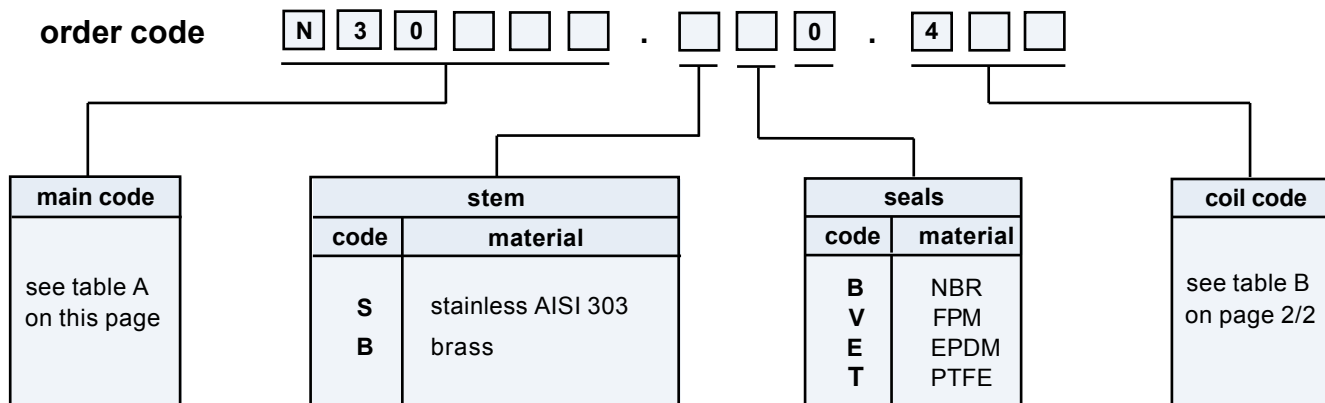 order code N 3 0 . 0 . 4
main code
see table A
on this page
stem
code material
S stainless AISI 303
B brass
seals
code material
B NBR
V FPM
E EPDM
T PTFE
coil code
see table B
on page 2/2